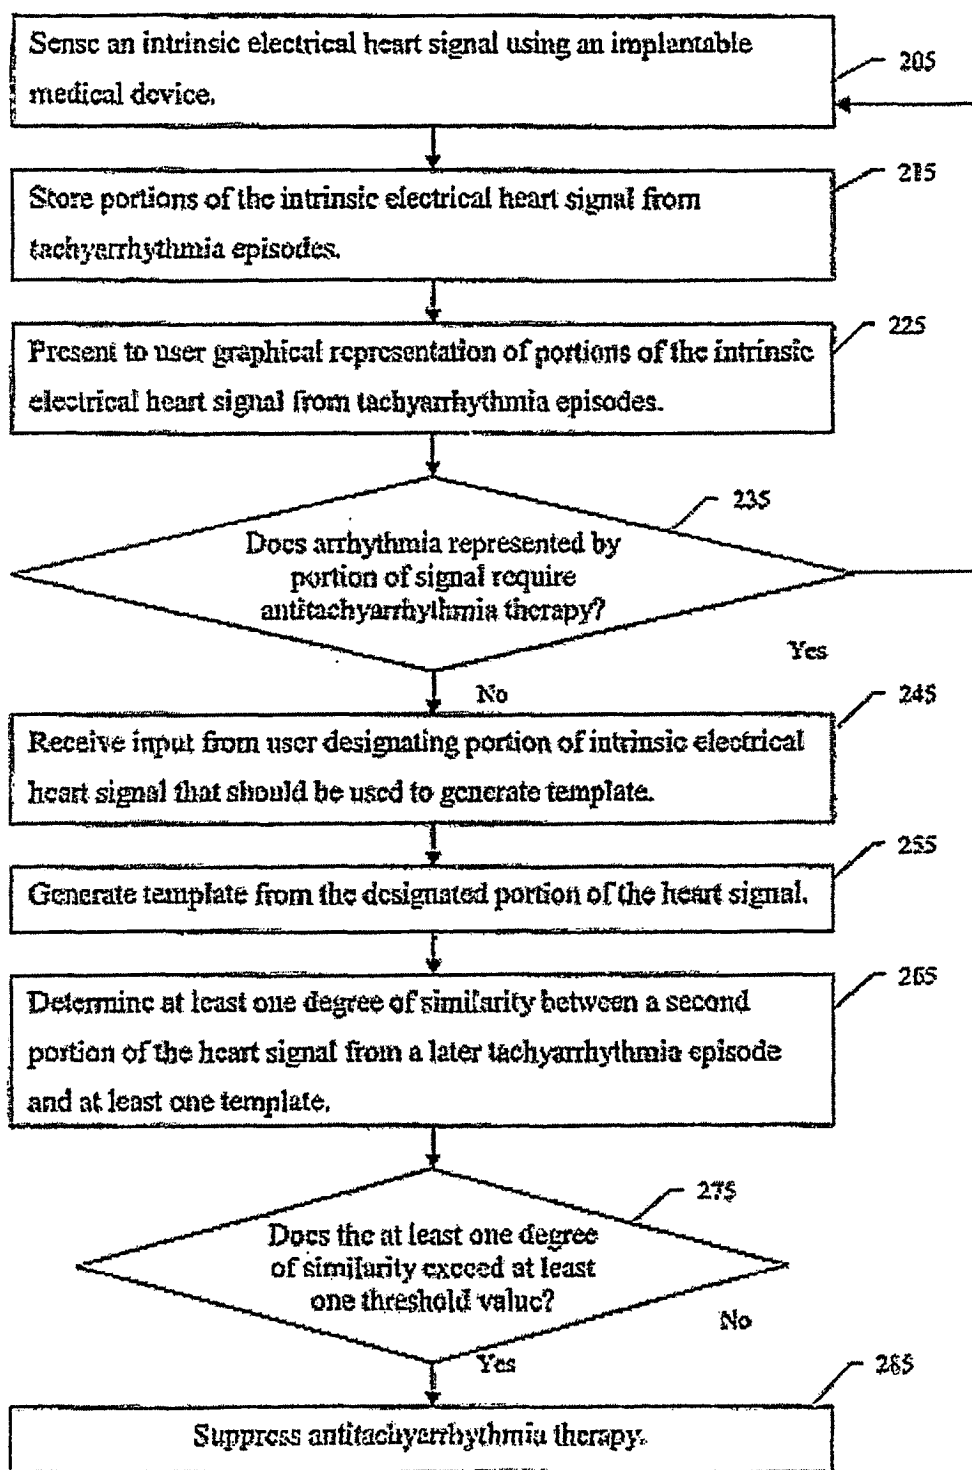 Sense an intrinsic electrical heart signal using an implantable
medical device.
205
Store portions of the intrinsic electrical heart signal from
tachyarrhythmia episodes.
215
Present to user graphical representation of portions of the intrinsic
electrical heart signal from tachyarrhythmia episodes.
225
235
Does arrhythmia represented by
portion of signal require
antitachyarrhythmia therapy?
Yes
No
245
Receive input from user designating portion of intrinsic electrical
heart signal that should be used to generate template.
255
Generate template from the designated portion of the heart signal.
265
Determine at least one degree of similarity between a second
portion of the heart signal from a later tachyarrhythmia episode
and at least one template.
275
Does the at least one degree
of similarity exceed at least
one threshold value?
No
Yes
285
Suppress antitachyarrhythmia therapy.